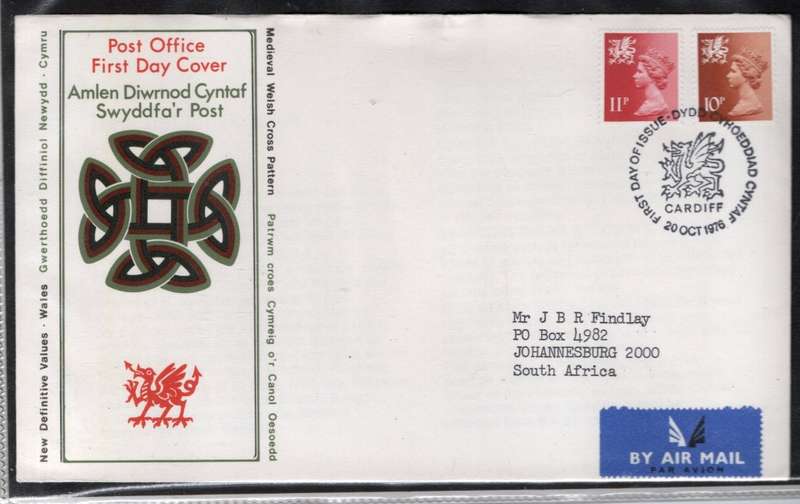 Post Office
First Day Cover
Amlen Diwrnod Cyntaf
Swyddfa'r Post
New Definitive Values · Wales Gwerthoedd Diffiniol Newydd · Cymru
Medieval Welsh Cross Pattern Patrwm croes Cymreig o'r Canol Oesoedd
11P
10P
FIRST DAY OF ISSUE · DYDD CYHOEDDIAD CYNTAF
CARDIFF
20 OCT 1976
Mr J B R Findlay
PO Box 4982
JOHANNESBURG 2000
South Africa
BY AIR MAIL
PAR AVION